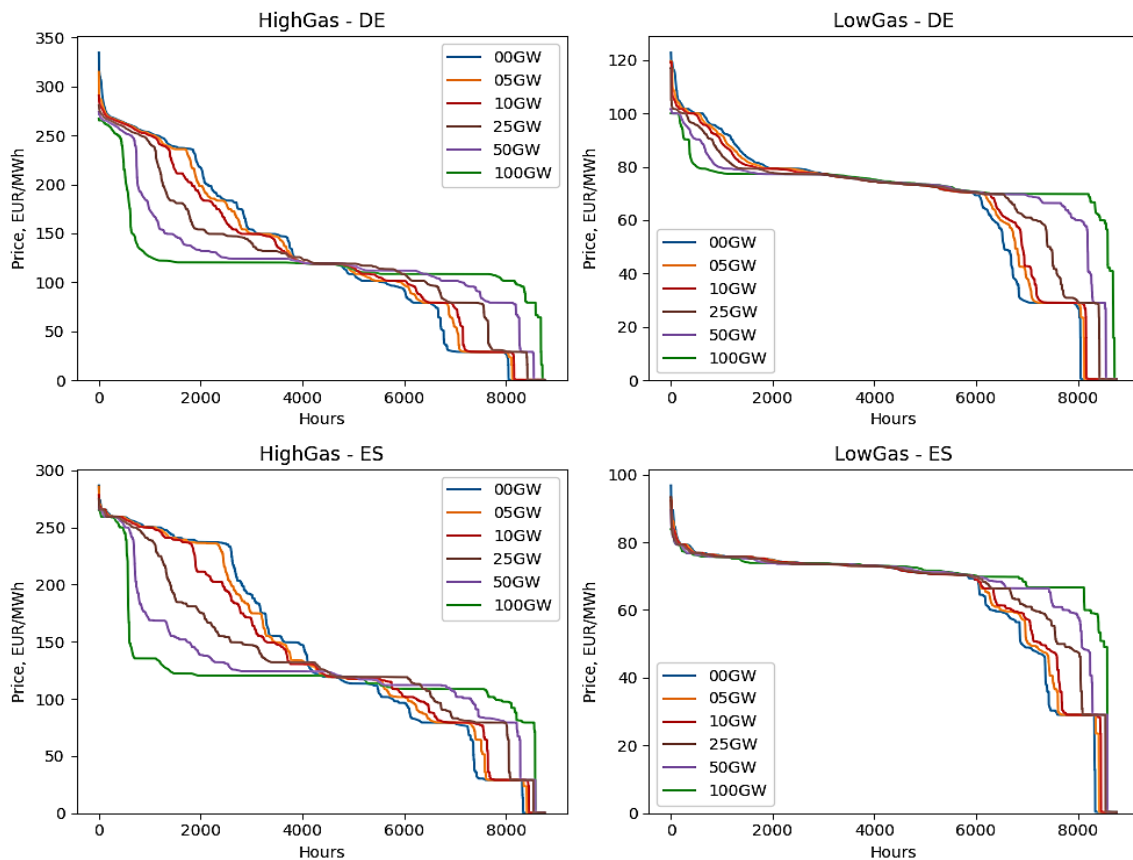 HighGas - DE
350
300
250
200
150
100
50
0
Price, EUR/MWh
00GW
05GW
10GW
25GW
50GW
100GW
0 2000 4000 6000 8000
Hours
LowGas - DE
120
100
80
60
40
20
0
Price, EUR/MWh
00GW
05GW
10GW
25GW
50GW
100GW
0 2000 4000 6000 8000
Hours
HighGas - ES
300
250
200
150
100
50
0
Price, EUR/MWh
00GW
05GW
10GW
25GW
50GW
100GW
0 2000 4000 6000 8000
Hours
LowGas - ES
100
80
60
40
20
0
Price, EUR/MWh
00GW
05GW
10GW
25GW
50GW
100GW
0 2000 4000 6000 8000
Hours